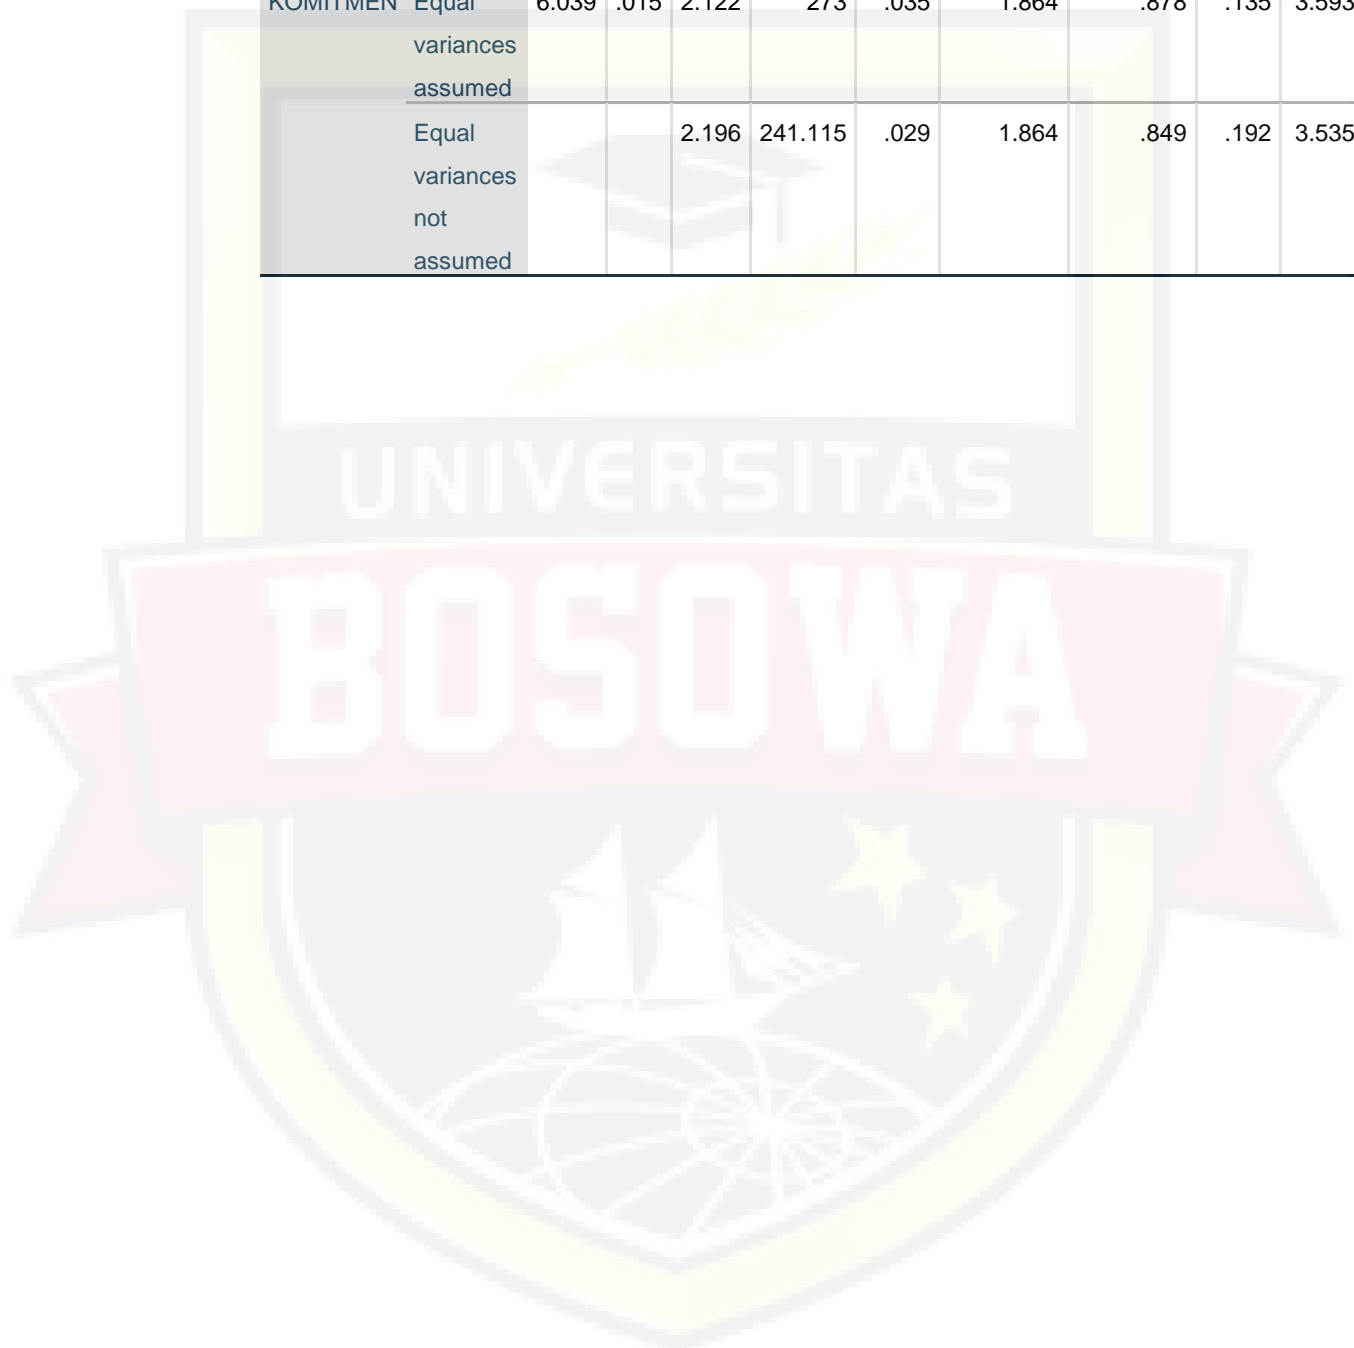 KOMITMEN Equal 6.039 .015 2.122 273 .035 1.864 .878 .135 3.593
variances
assumed
Equal 2.196 241.115 .029 1.864 .849 .192 3.535
variances
not
assumed
UNIVERSITAS
BOSOWA